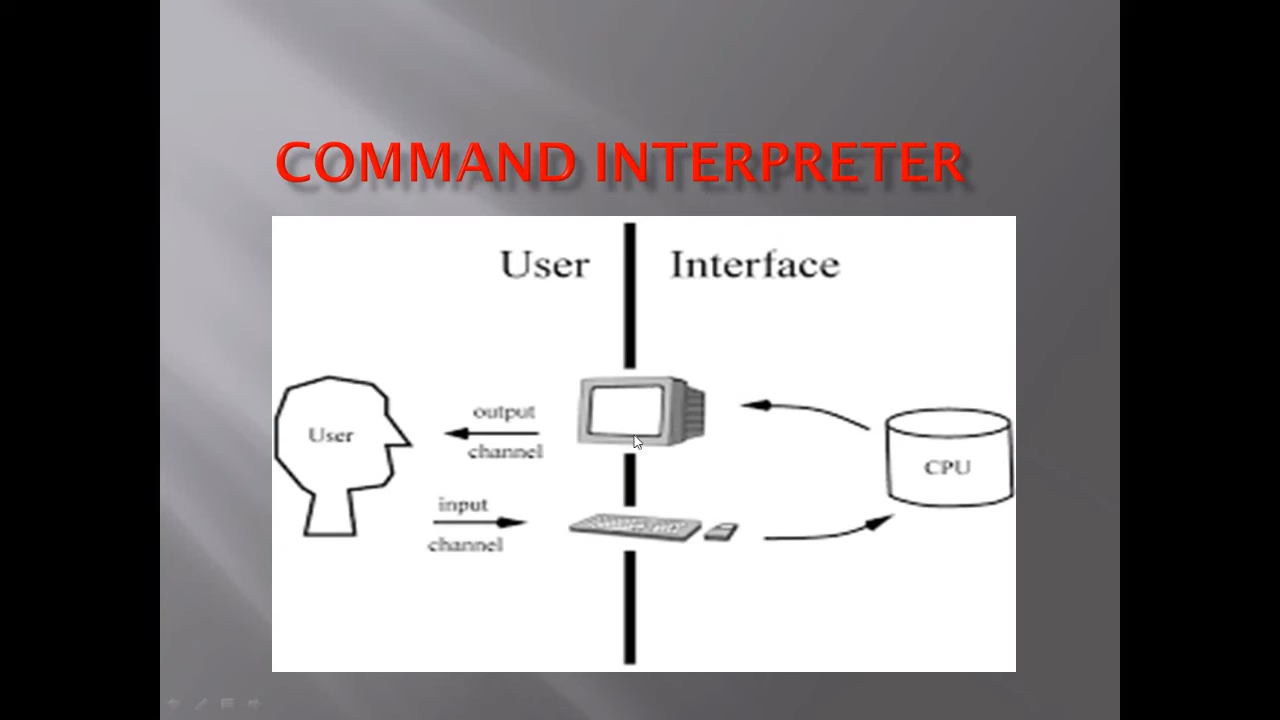 COMMAND INTERPRETER
User Interface
User
output
channel
input
channel
CPU